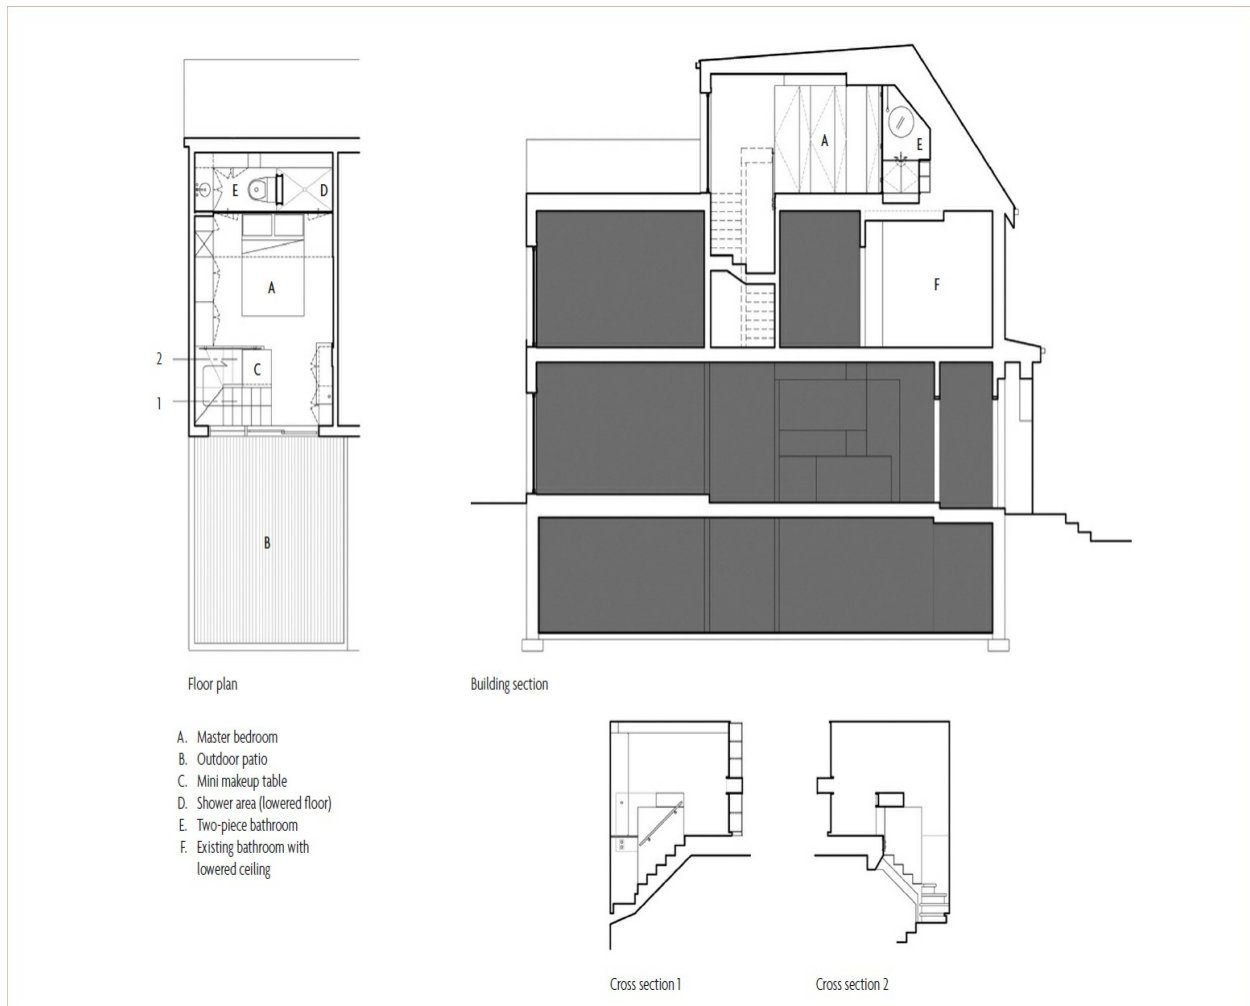 A
E
E
D
A
F
2
C
1
B
Floor plan
Building section
A. Master bedroom
B. Outdoor patio
C. Mini makeup table
D. Shower area (lowered floor)
E. Two-piece bathroom
F. Existing bathroom with
lowered ceiling
Cross section 1
Cross section 2